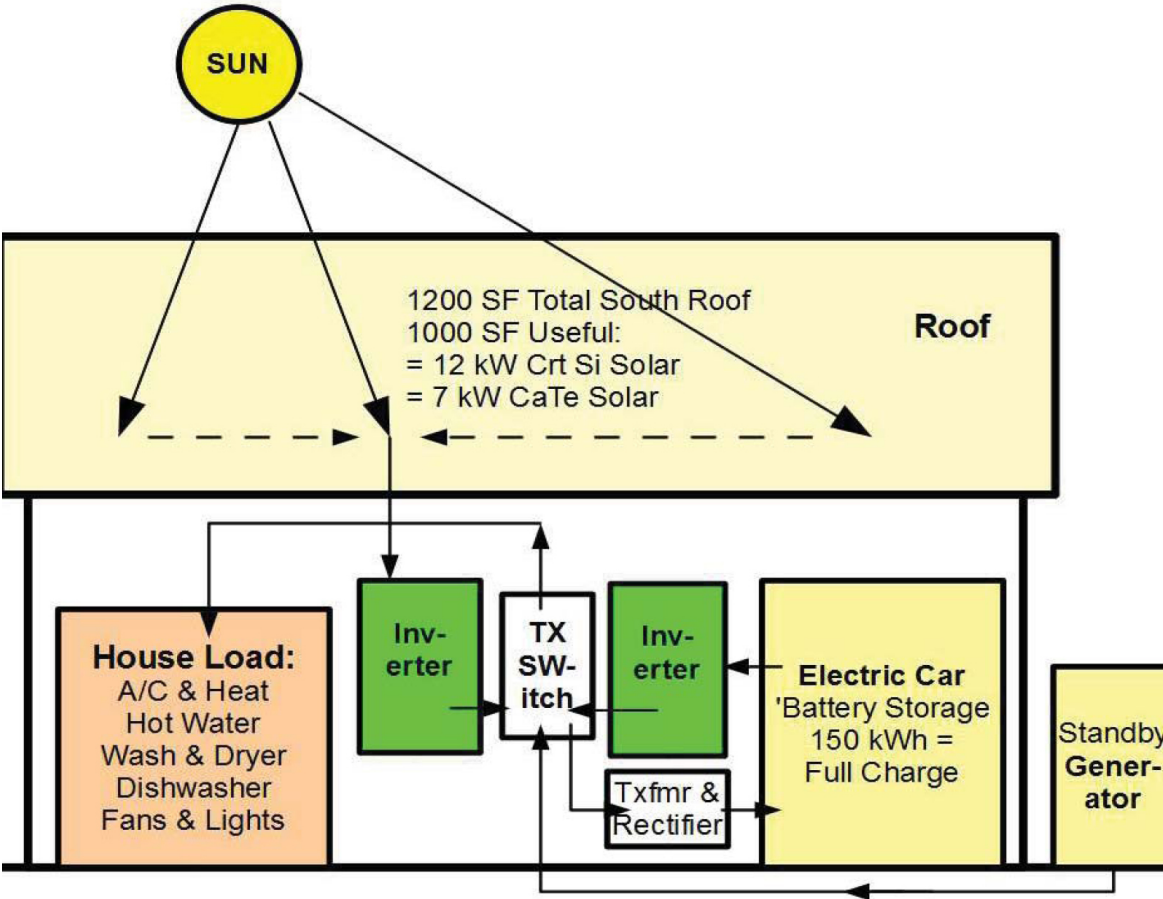 SUN
1200 SF Total South Roof
1000 SF Useful:
= 12 kW Crt Si Solar
= 7 kW CaTe Solar
Roof
House Load:
A/C & Heat
Hot Water
Wash & Dryer
Dishwasher
Fans & Lights
Inv-
erter
TX
SW-
itch
Inv-
erter
Txfmr &
Rectifier
Electric Car
'Battery Storage
150 kWh =
Full Charge
Standby
Gener-
ator